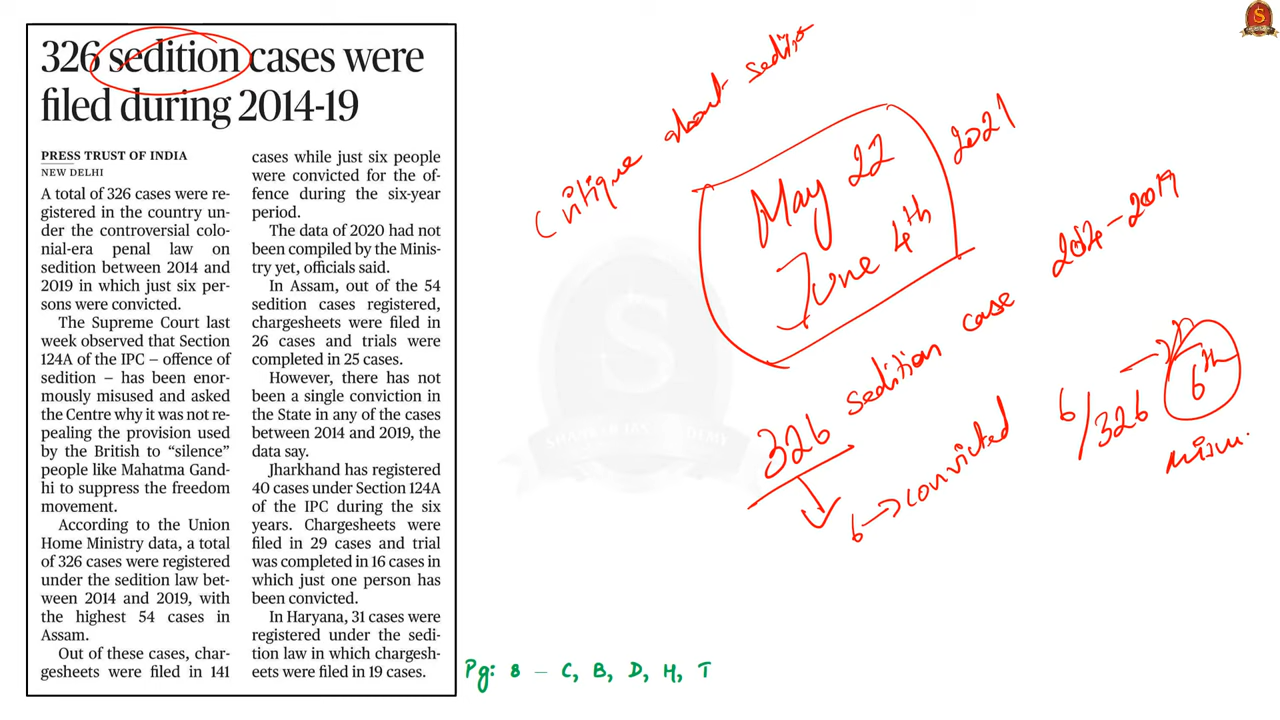 326 sedition cases were
filed during 2014-19
PRESS TRUST OF INDIA
NEW DELHI
A total of 326 cases were re-
gistered in the country un-
der the controversial colo-
nial-era penal law on
sedition between 2014 and
2019 in which just six per-
sons were convicted.
The Supreme Court last
week observed that Section
124A of the IPC – offence of
sedition – has been enor-
mously misused and asked
the Centre why it was not re-
pealing the provision used
by the British to “silence”
people like Mahatma Gand-
hi to suppress the freedom
movement.
According to the Union
Home Ministry data, a total
of 326 cases were registered
under the sedition law bet-
ween 2014 and 2019, with
the highest 54 cases in
Assam.
Out of these cases, char-
gesheets were filed in 141
cases while just six people
were convicted for the of-
fence during the six-year
period.
The data of 2020 had not
been compiled by the Minis-
try yet, officials said.
In Assam, out of the 54
sedition cases registered,
chargesheets were filed in
26 cases and trials were
completed in 25 cases.
However, there has not
been a single conviction in
the State in any of the cases
between 2014 and 2019, the
data say.
Jharkhand has registered
40 cases under Section 124A
of the IPC during the six
years. Chargesheets were
filed in 29 cases and trial
was completed in 16 cases in
which just one person has
been convicted.
In Haryana, 31 cases were
registered under the sedi-
tion law in which chargesh-
eets were filed in 19 cases.
Critique about
May 22
June 4th
2021
326 sedition case 2014-2019
6 → convicted
6/326
6th
Pg: 8 – C, B, D, H, T